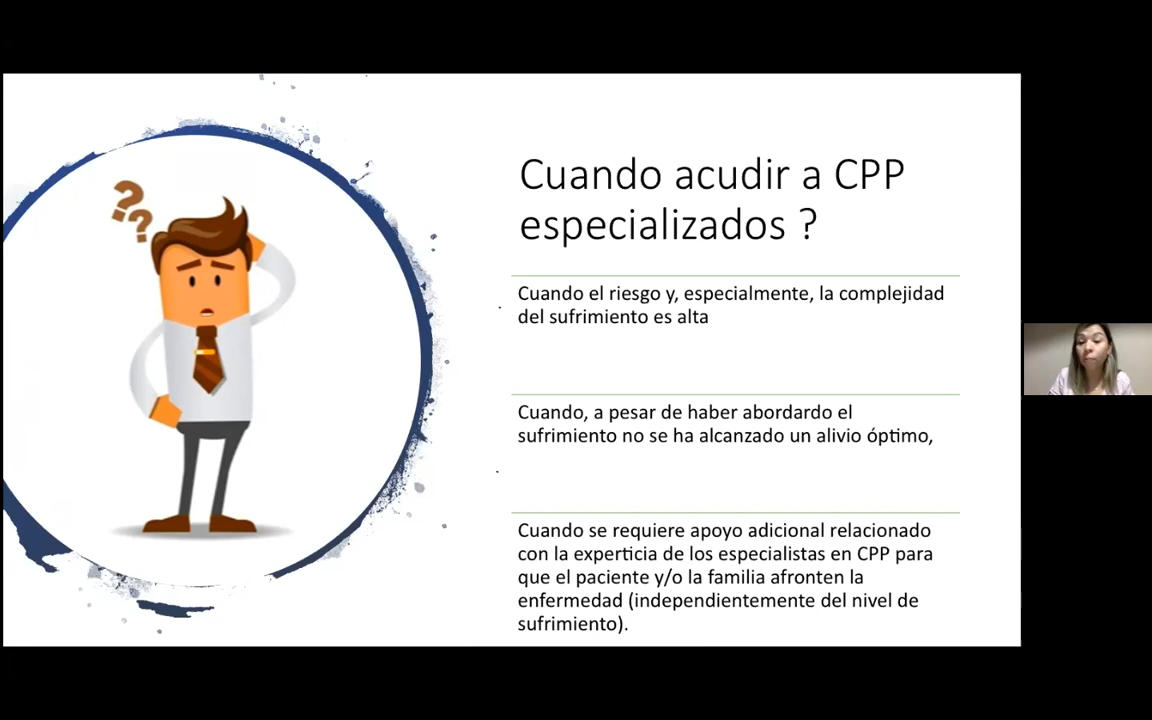 ??
Cuando acudir a CPP
especializados ?
Cuando el riesgo y, especialmente, la complejidad
del sufrimiento es alta
Cuando, a pesar de haber abordardo el
sufrimiento no se ha alcanzado un alivio óptimo,
Cuando se requiere apoyo adicional relacionado
con la experticia de los especialistas en CPP para
que el paciente y/o la familia afronten la
enfermedad (independientemente del nivel de
sufrimiento).